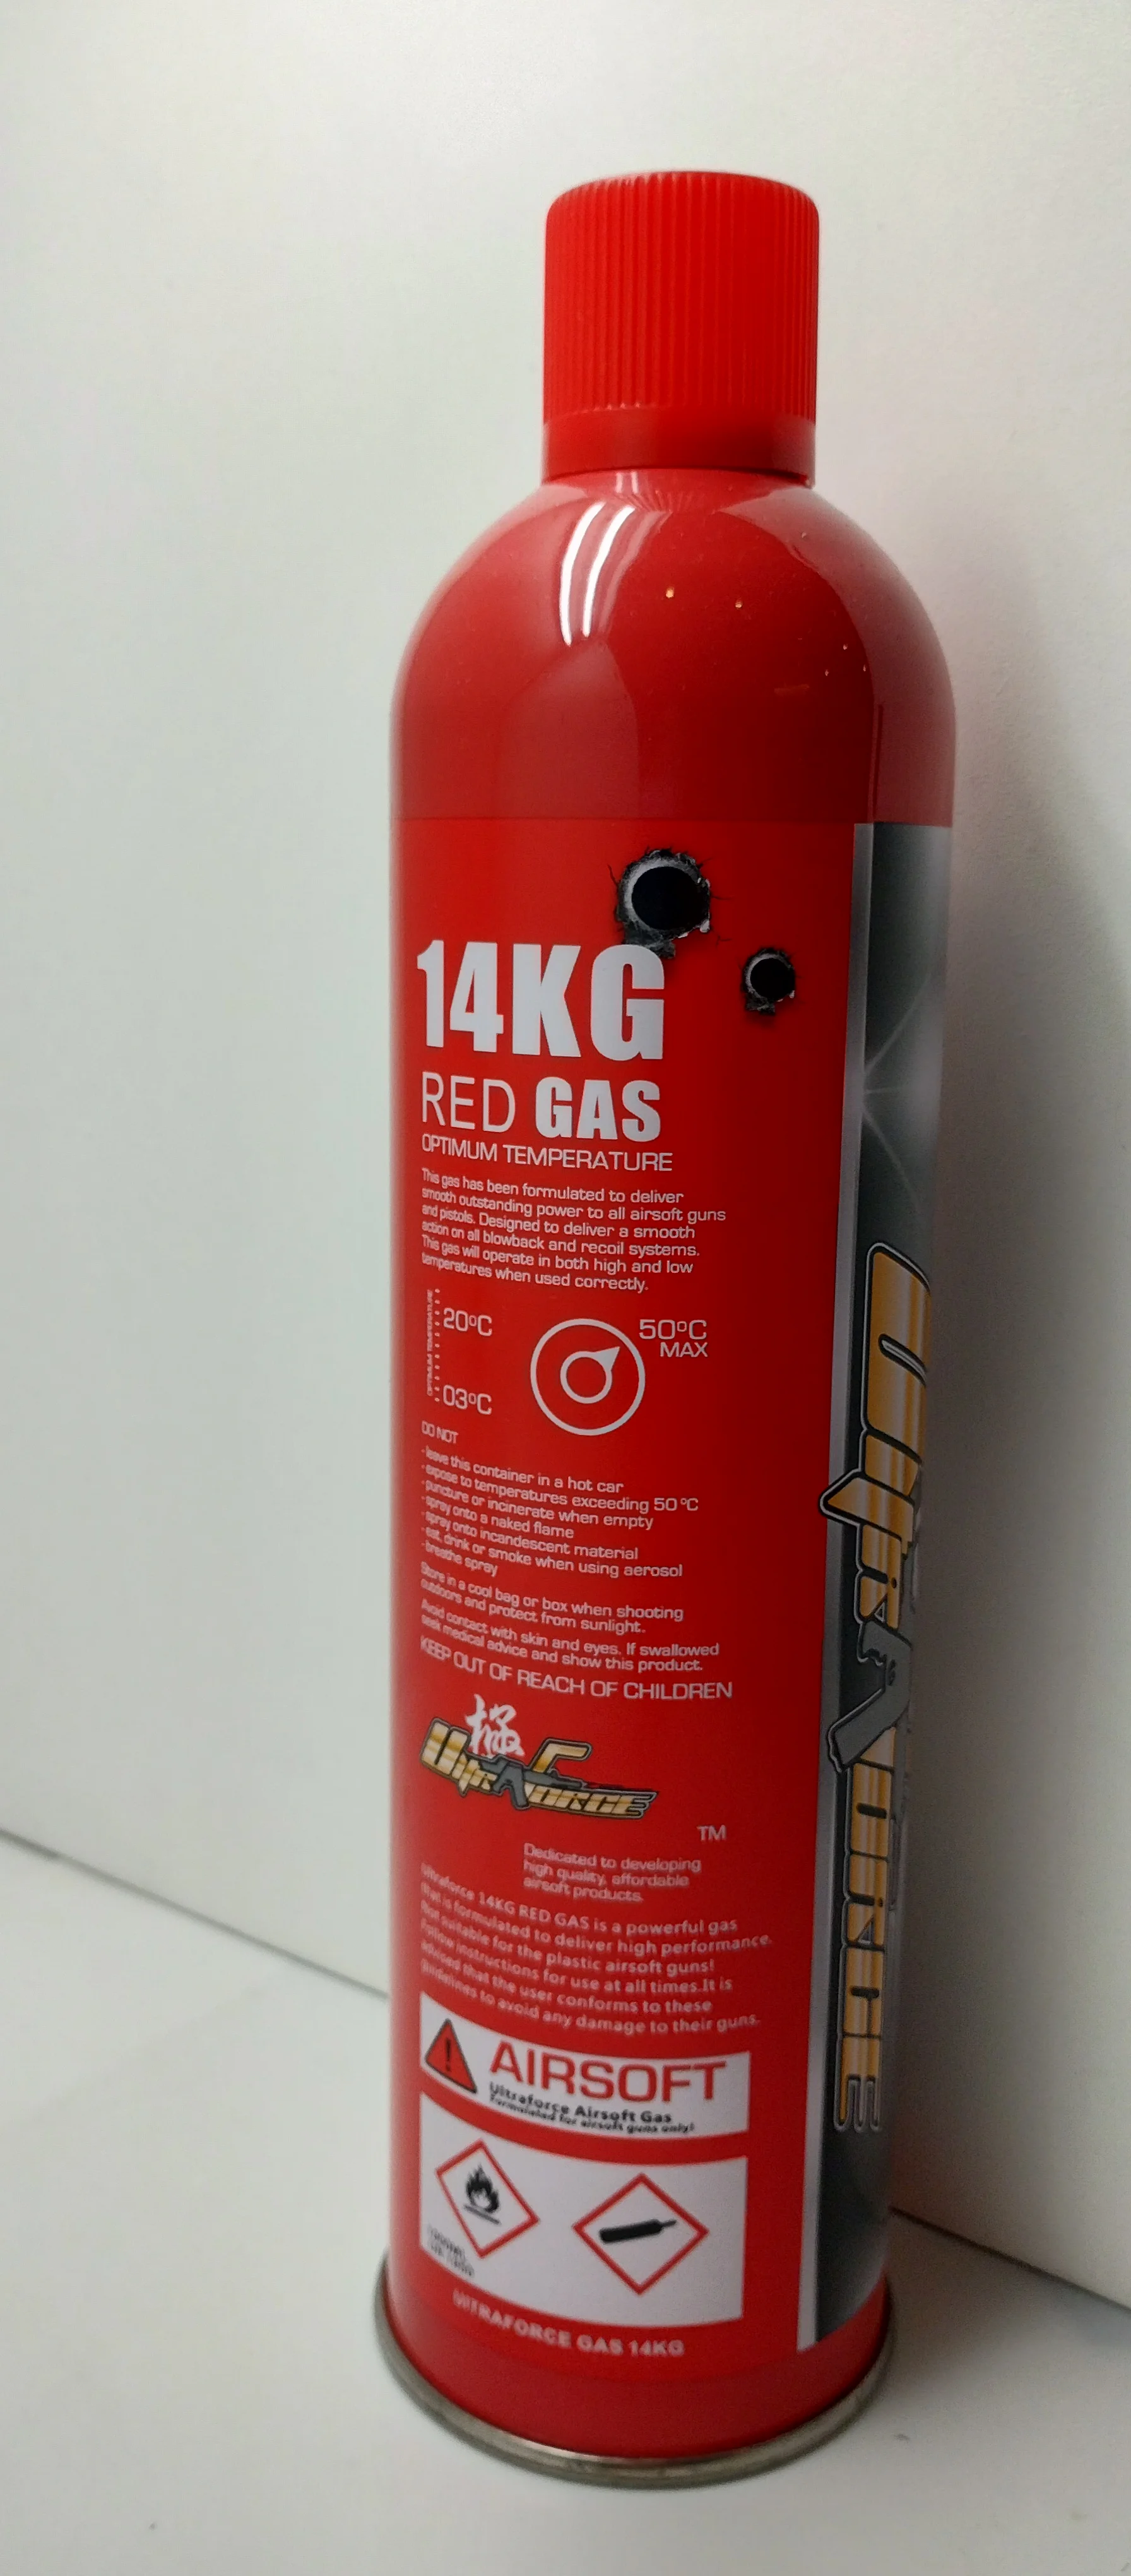 14KG
RED GAS
OPTIMUM TEMPERATURE
This gas has been formulated to deliver
smooth outstanding power to all airsoft guns
and pistols. Designed to deliver a smooth
action on all blowback and recoil systems.
This gas will operate in both high and low
temperatures when used correctly.
OPTIMUM TEMPERATURE
20ºC
03ºC
50ºC
MAX
DO NOT
- leave this container in a hot car
- expose to temperatures exceeding 50 ºC
- puncture or incinerate when empty
- spray onto a naked flame
- spray onto incandescent material
- eat, drink or smoke when using aerosol
- breathe spray
Store in a cool bag or box when shooting
outdoors and protect from sunlight.
Avoid contact with skin and eyes. If swallowed
seek medical advice and show this product.
KEEP OUT OF REACH OF CHILDREN
極
UltrAForce
TM
Dedicated to developing
high quality, affordable
airsoft products.
Ultraforce 14KG RED GAS is a powerful gas
that is formulated to deliver high performance.
Not suitable for the plastic airsoft guns!
Follow instructions for use at all times.It is
advised that the user conforms to these
guidelines to avoid any damage to their guns.
AIRSOFT
Ultraforce Airsoft Gas
Formulated for airsoft guns only!
ULTRAFORCE GAS 14KG
UltrAForce